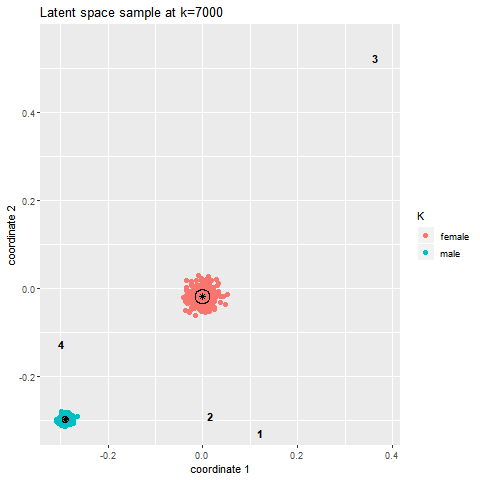 Latent space sample at k=7000
3
0.4
K
female
male
0.2
coordinate 2
0.0
4
-0.2
2
1
-0.2
0.0
0.2
0.4
coordinate 1